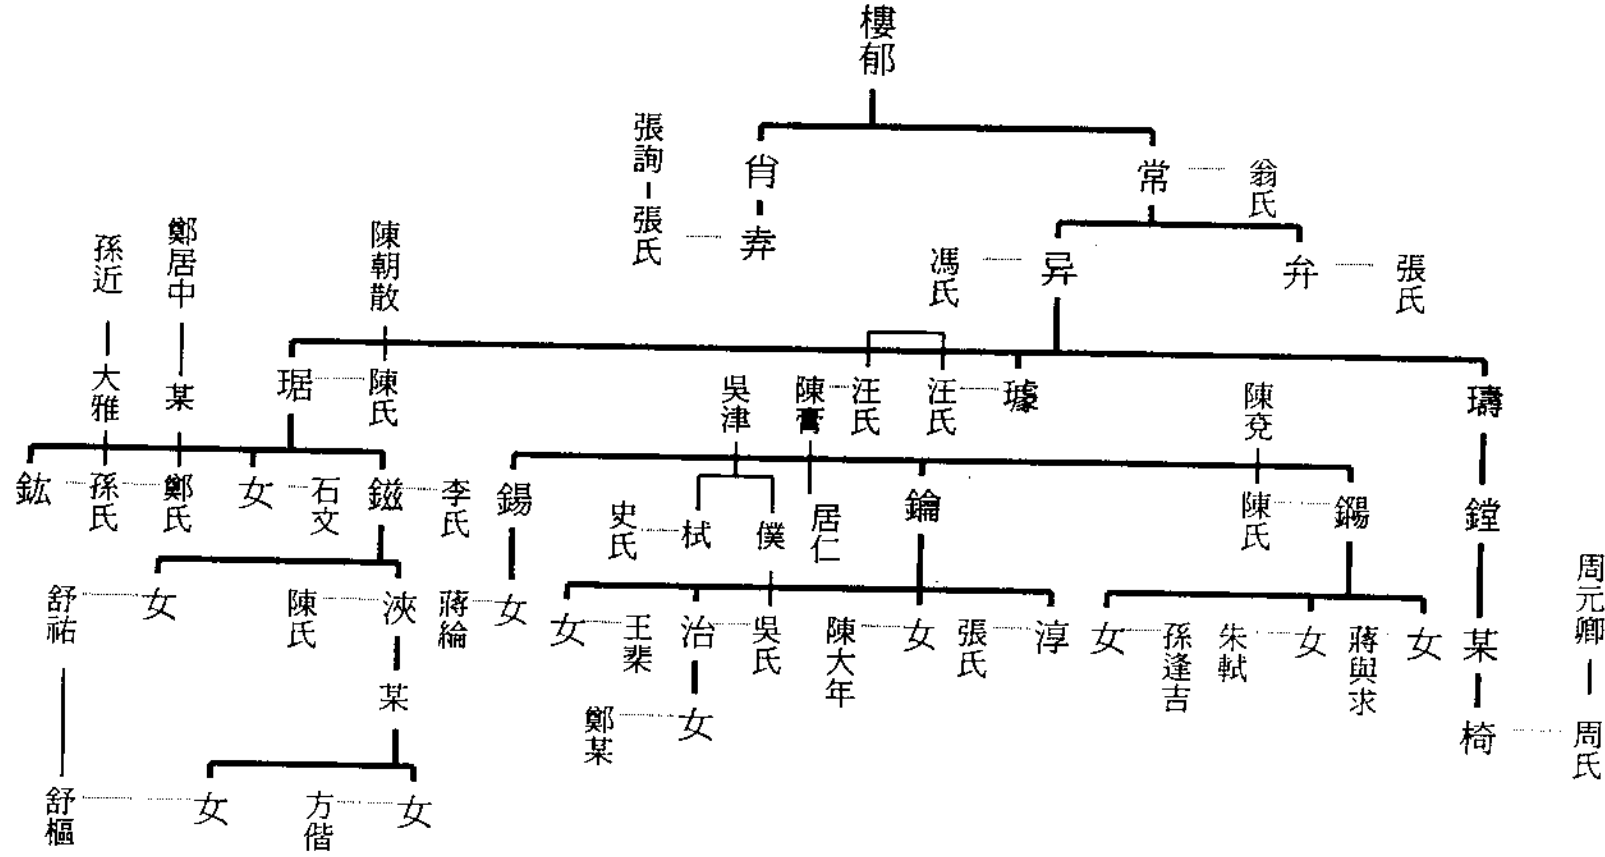 樓郁
張詢
張氏
肖
弆
常
翁氏
孫近
鄭居中
陳朝散
馮氏
异
弁
張氏
大雅
某
琚
陳氏
吳津
陳膏
汪氏
汪氏
璩
陳兗
璹
鈜
孫氏
鄭氏
女
石文
鎡
李氏
錫
史氏
栻
僕
居仁
鑰
陳氏
鐊
鏜
舒祐
女
陳氏
浹
蔣綸
女
女
王棐
治
吳氏
陳大年
女
張氏
淳
女
孫逢吉
朱軾
女
蔣與求
女
某
周元卿
某
鄭某
女
椅
周氏
舒樞
女
方偕
女